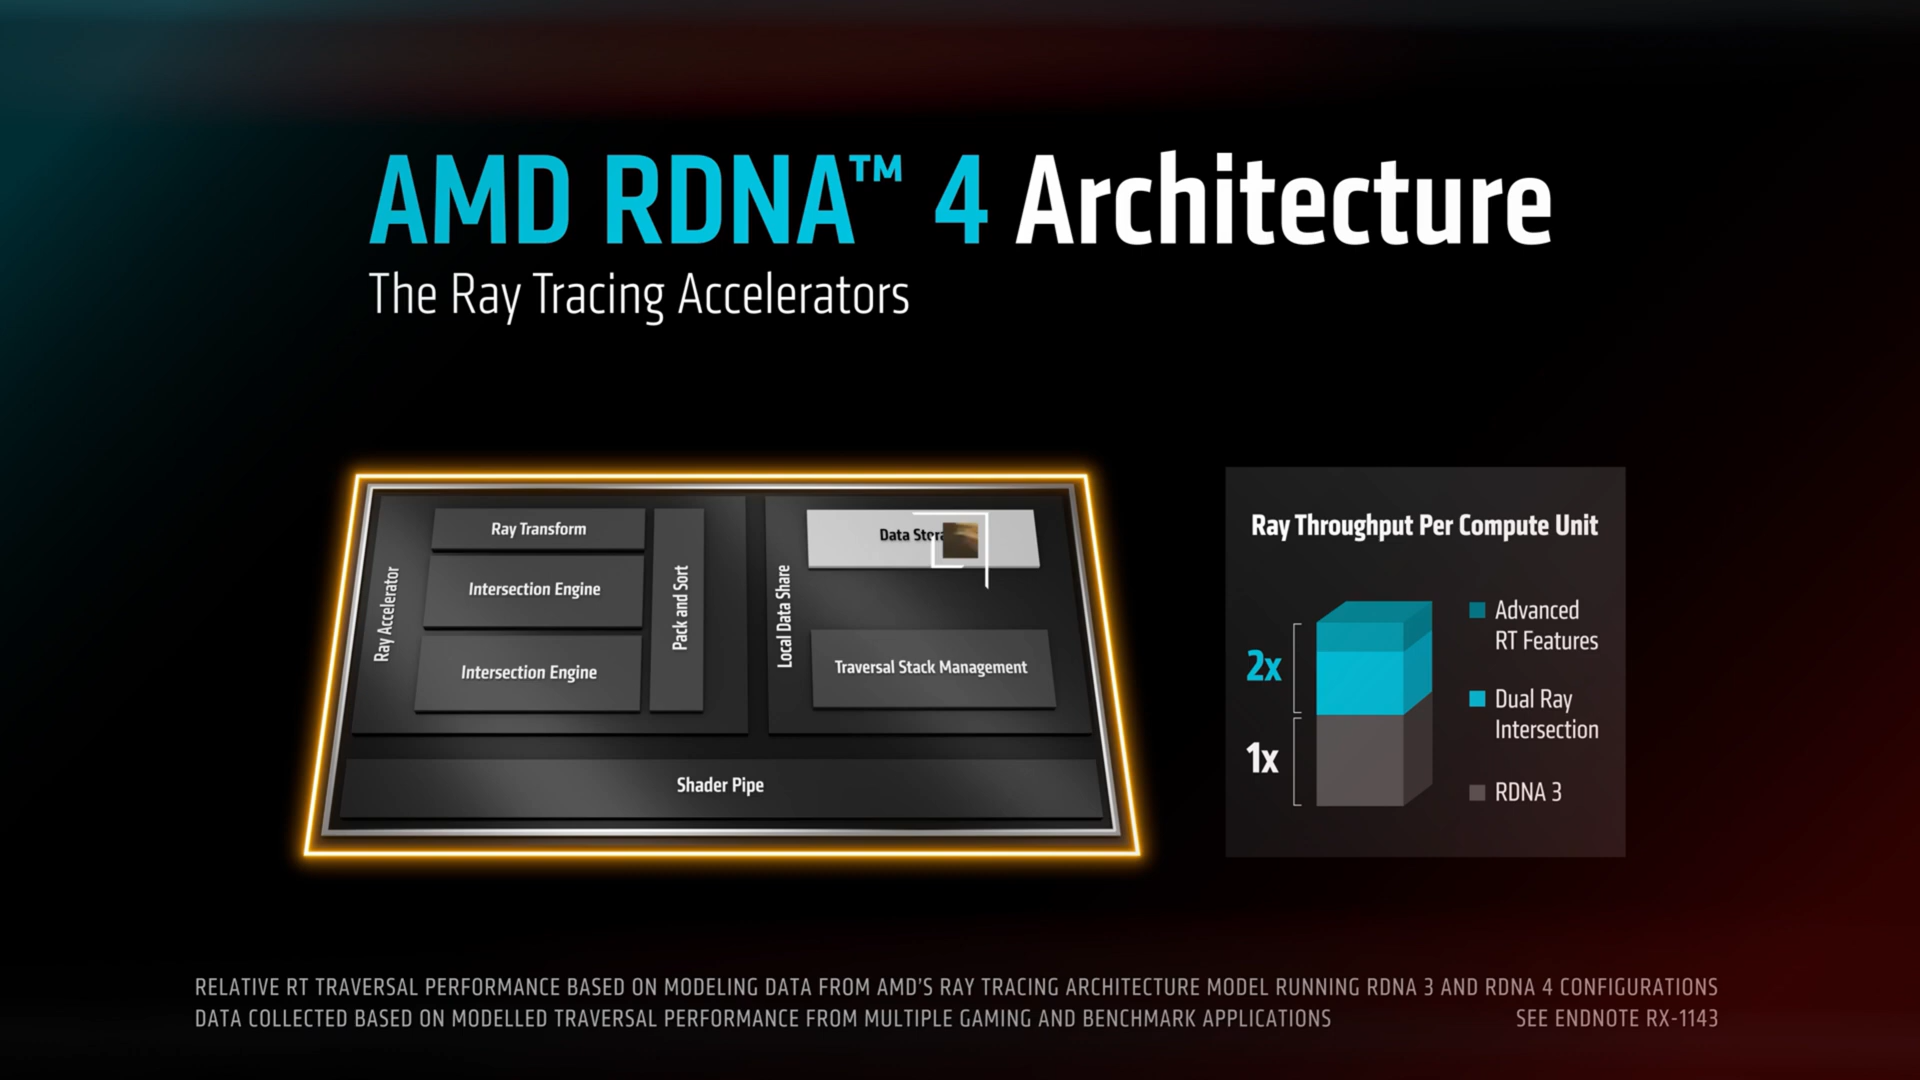 AMD RDNA™ 4 Architecture
The Ray Tracing Accelerators
Ray Accelerator
Ray Transform
Intersection Engine
Intersection Engine
Pack and Sort
Local Data Share
Data
Traversal Stack Management
Shader Pipe
Ray Throughput Per Compute Unit
2x
1x
Advanced
RT Features
Dual Ray
Intersection
RDNA 3
RELATIVE RT TRAVERSAL PERFORMANCE BASED ON MODELING DATA FROM AMD'S RAY TRACING ARCHITECTURE MODEL RUNNING RDNA 3 AND RDNA 4 CONFIGURATIONS
DATA COLLECTED BASED ON MODELLED TRAVERSAL PERFORMANCE FROM MULTIPLE GAMING AND BENCHMARK APPLICATIONS
SEE ENDNOTE RX-1143